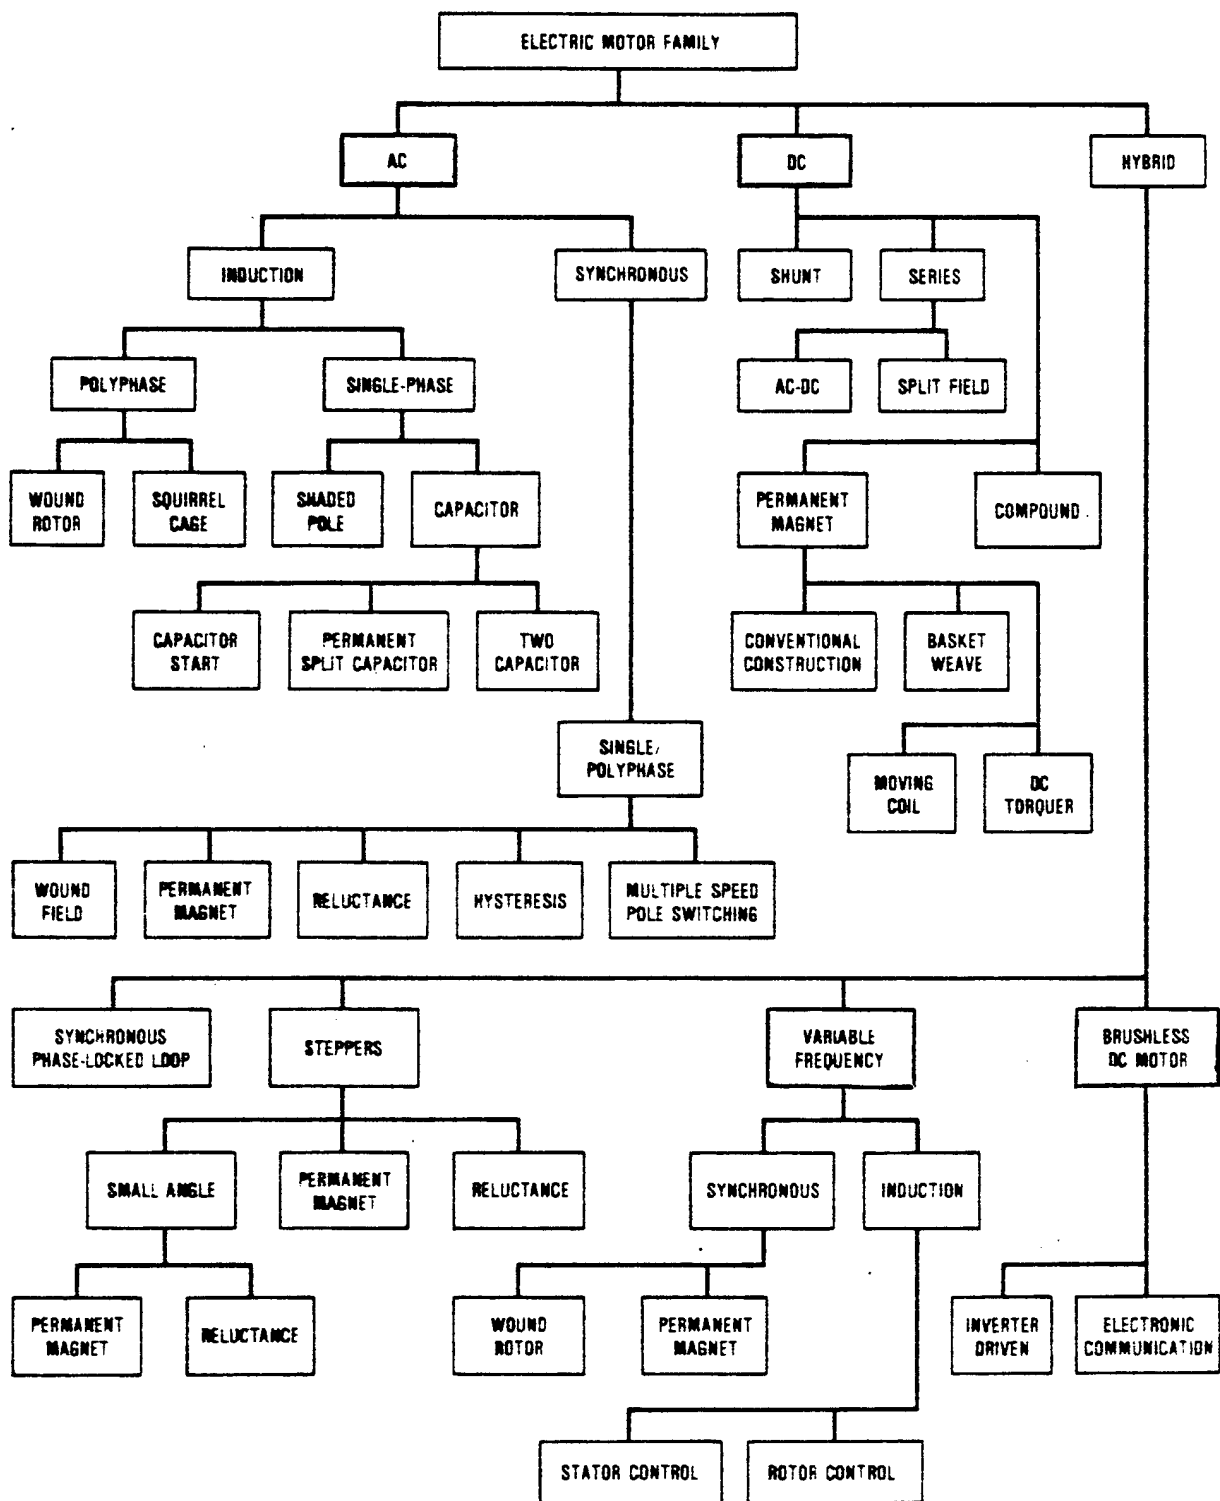 ELECTRIC MOTOR FAMILY
AC
DC
HYBRID
INDUCTION
SYNCHRONOUS
SHUNT
SERIES
POLYPHASE
SINGLE-PHASE
AC-DC
SPLIT FIELD
WOUND
ROTOR
SQUIRREL
CAGE
SHADED
POLE
CAPACITOR
PERMANENT
MAGNET
COMPOUND
CAPACITOR
START
PERMANENT
SPLIT CAPACITOR
TWO
CAPACITOR
CONVENTIONAL
CONSTRUCTION
BASKET
WEAVE
SINGLE/
POLYPHASE
MOVING
COIL
DC
TORQUER
WOUND
FIELD
PERMANENT
MAGNET
RELUCTANCE
HYSTERESIS
MULTIPLE SPEED
POLE SWITCHING
SYNCHRONOUS
PHASE-LOCKED LOOP
STEPPERS
VARIABLE
FREQUENCY
BRUSHLESS
DC MOTOR
SMALL ANGLE
PERMANENT
MAGNET
RELUCTANCE
SYNCHRONOUS
INDUCTION
PERMANENT
MAGNET
RELUCTANCE
WOUND
ROTOR
PERMANENT
MAGNET
INVERTER
DRIVEN
ELECTRONIC
COMMUNICATION
STATOR CONTROL
ROTOR CONTROL